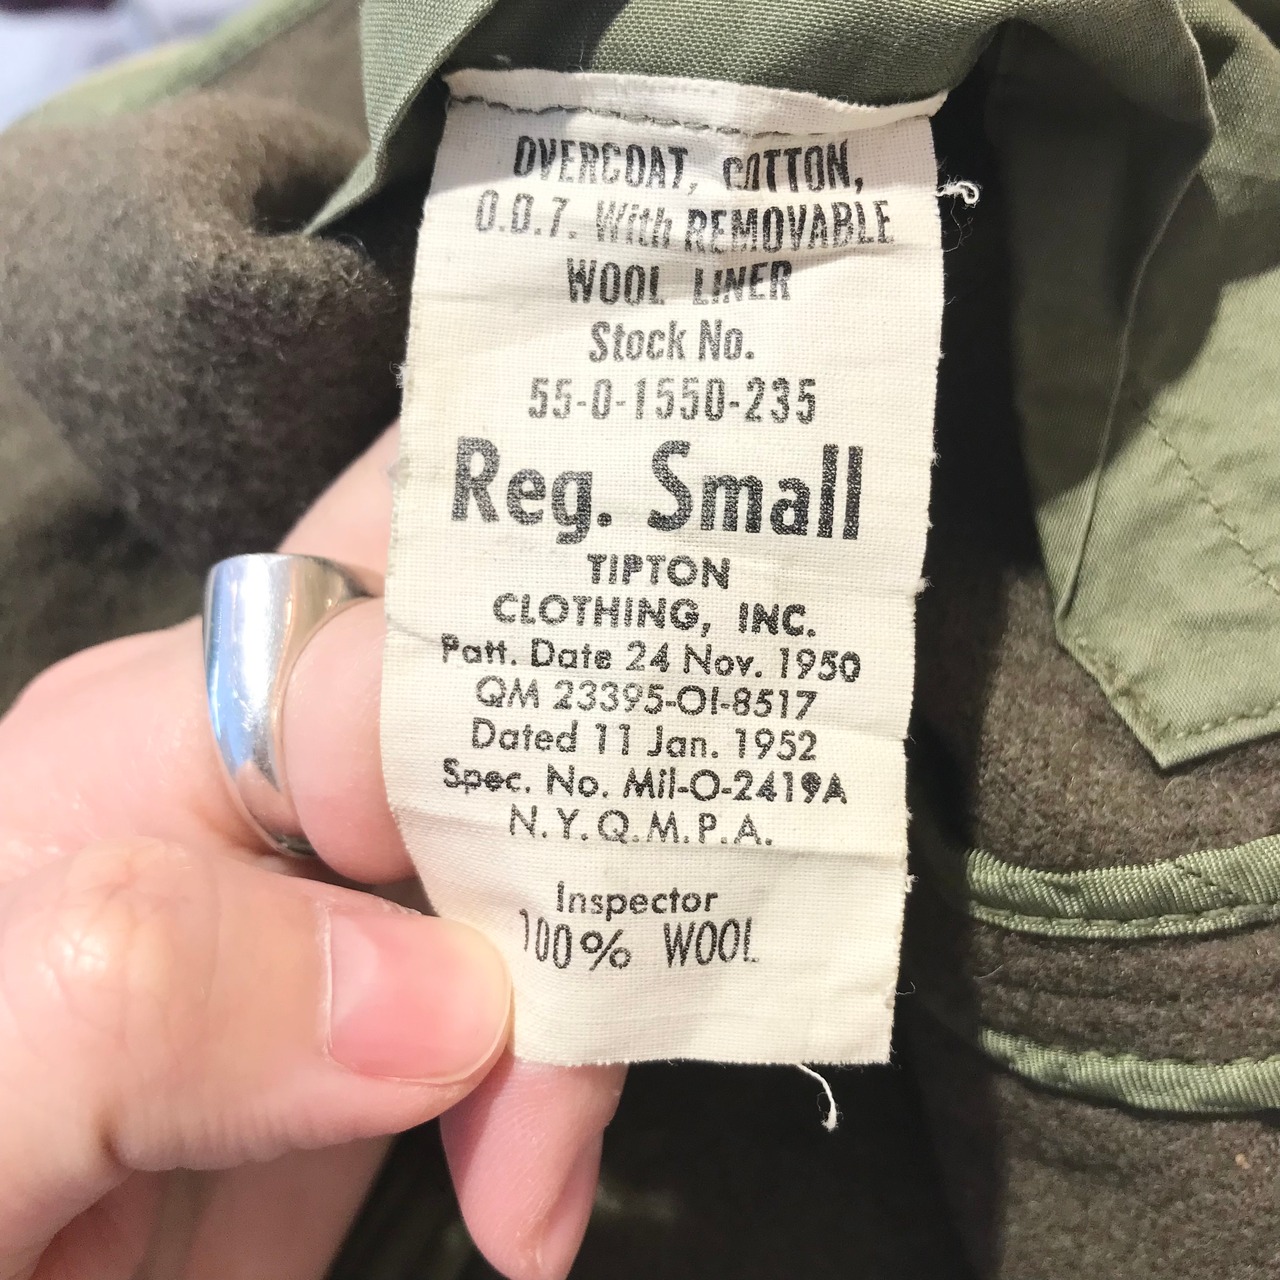 OVERCOAT, COTTON,
O.D.7. With REMOVABLE
WOOL LINER
Stock No.
55-0-1550-235
Reg. Small
TIPTON
CLOTHING, INC.
Patt. Date 24 Nov. 1950
QM 23395-OI-8517
Dated 11 Jan. 1952
Spec. No. Mil-O-2419A
N.Y.Q.M.P.A.
Inspector
100% WOOL